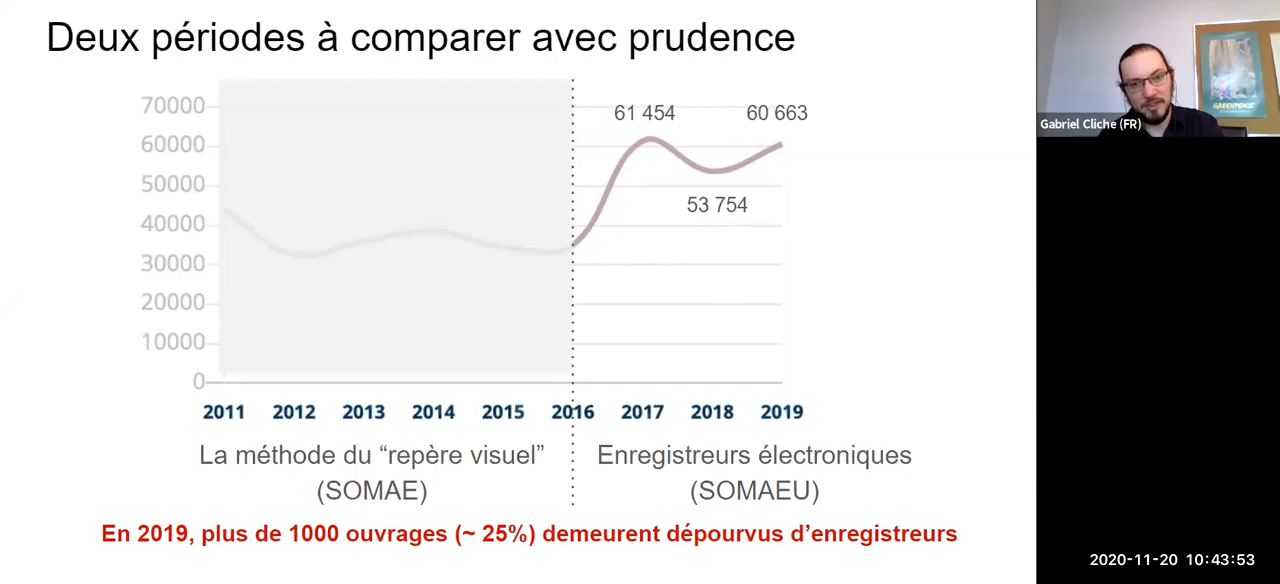 Deux périodes à comparer avec prudence
70000
60000
50000
40000
30000
20000
10000
0
61 454
60 663
53 754
2011 2012 2013 2014 2015 2016 2017 2018 2019
La méthode du “repère visuel” Enregistreurs électroniques
(SOMAE) (SOMAEU)
En 2019, plus de 1000 ouvrages (~ 25%) demeurent dépourvus d’enregistreurs
GREENPEACE
Gabriel Cliche (FR)
2020-11-20 10:43:53